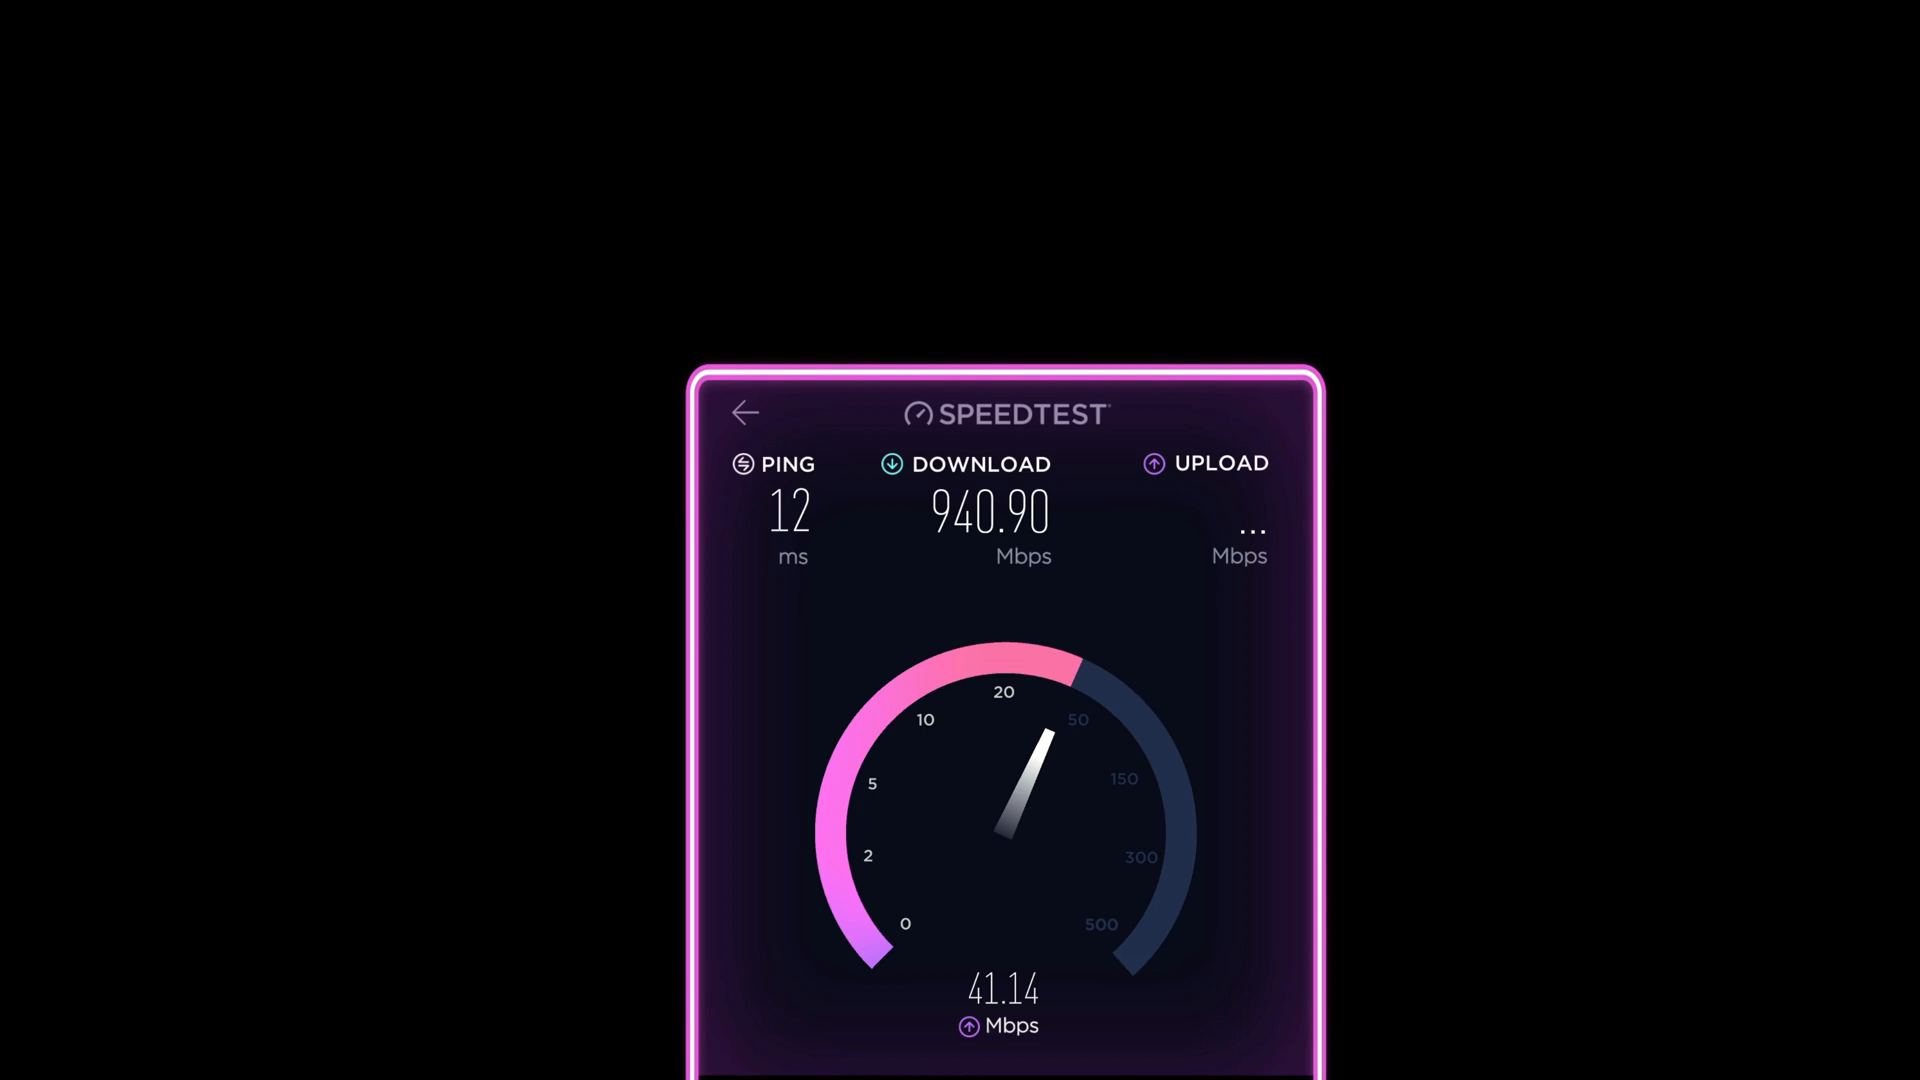 SPEEDTEST
PING DOWNLOAD UPLOAD
12 940.90 ...
ms Mbps Mbps
20
10 50
5 150
2 300
0 500
41.14
Mbps